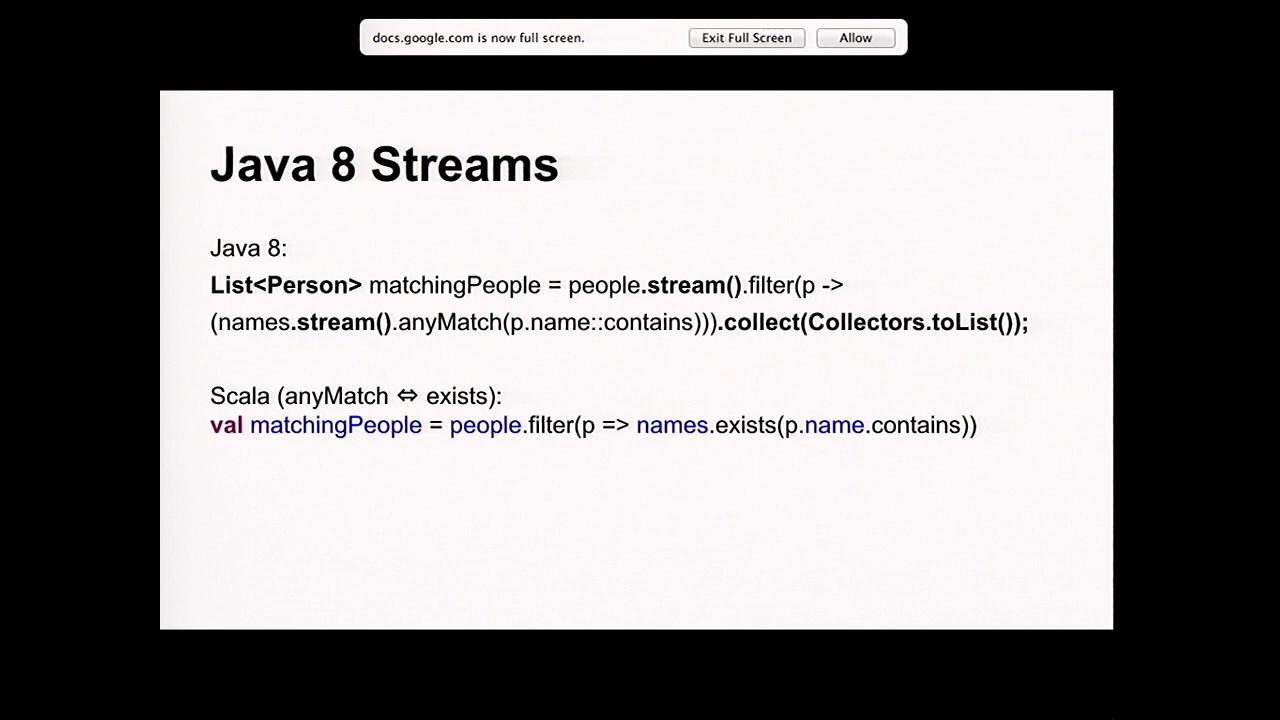 docs.google.com is now full screen.
Exit Full Screen
Allow
Java 8 Streams
Java 8:
List<Person> matchingPeople = people.stream().filter(p ->
(names.stream().anyMatch(p.name::contains))).collect(Collectors.toList());
Scala (anyMatch ⇔ exists):
val matchingPeople = people.filter(p => names.exists(p.name.contains))